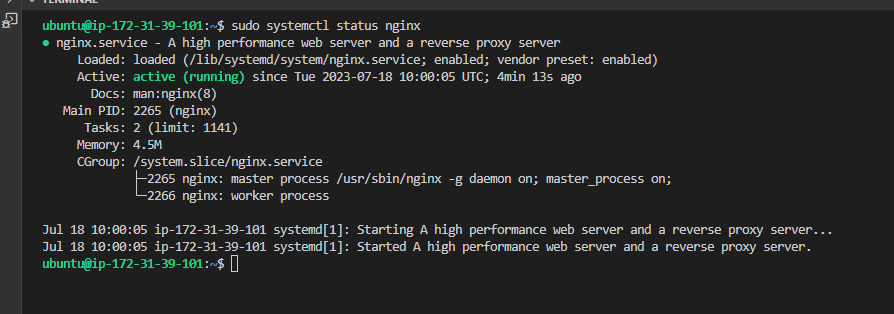 TERMINAL
ubuntu@ip-172-31-39-101:~$ sudo systemctl status nginx
● nginx.service - A high performance web server and a reverse proxy server
Loaded: loaded (/lib/systemd/system/nginx.service; enabled; vendor preset: enabled)
Active: active (running) since Tue 2023-07-18 10:00:05 UTC; 4min 13s ago
Docs: man:nginx(8)
Main PID: 2265 (nginx)
Tasks: 2 (limit: 1141)
Memory: 4.5M
CGroup: /system.slice/nginx.service
├─2265 nginx: master process /usr/sbin/nginx -g daemon on; master_process on;
└─2266 nginx: worker process
Jul 18 10:00:05 ip-172-31-39-101 systemd[1]: Starting A high performance web server and a reverse proxy server...
Jul 18 10:00:05 ip-172-31-39-101 systemd[1]: Started A high performance web server and a reverse proxy server.
ubuntu@ip-172-31-39-101:~$